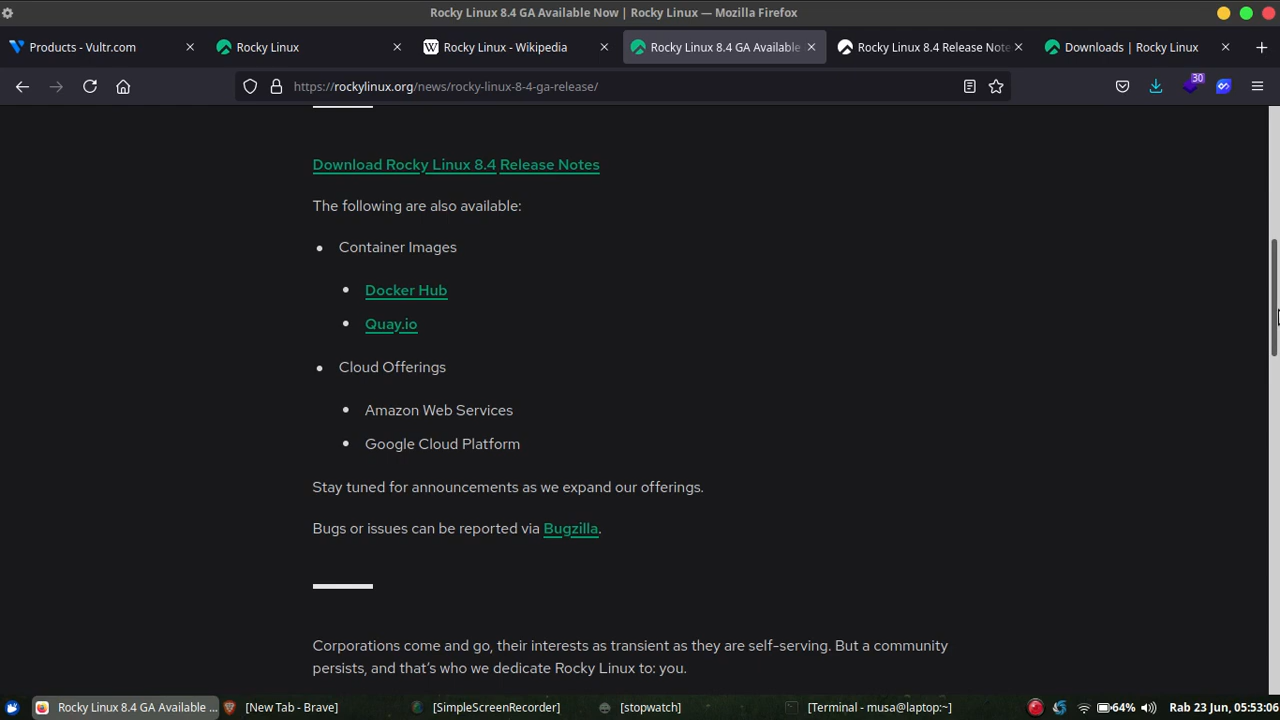 Rocky Linux 8.4 GA Available Now | Rocky Linux — Mozilla Firefox
Products - Vultr.com
Rocky Linux
Rocky Linux - Wikipedia
Rocky Linux 8.4 GA Available
Rocky Linux 8.4 Release Note
Downloads | Rocky Linux
https://rockylinux.org/news/rocky-linux-8-4-ga-release/
30
Download Rocky Linux 8.4 Release Notes
The following are also available:
Container Images
Docker Hub
Quay.io
Cloud Offerings
Amazon Web Services
Google Cloud Platform
Stay tuned for announcements as we expand our offerings.
Bugs or issues can be reported via Bugzilla.
Corporations come and go, their interests as transient as they are self-serving. But a community
persists, and that’s who we dedicate Rocky Linux to: you.
Rocky Linux 8.4 GA Available ...
[New Tab - Brave]
[SimpleScreenRecorder]
[stopwatch]
[Terminal - musa@laptop:~]
64%
Rab 23 Jun, 05:53:06